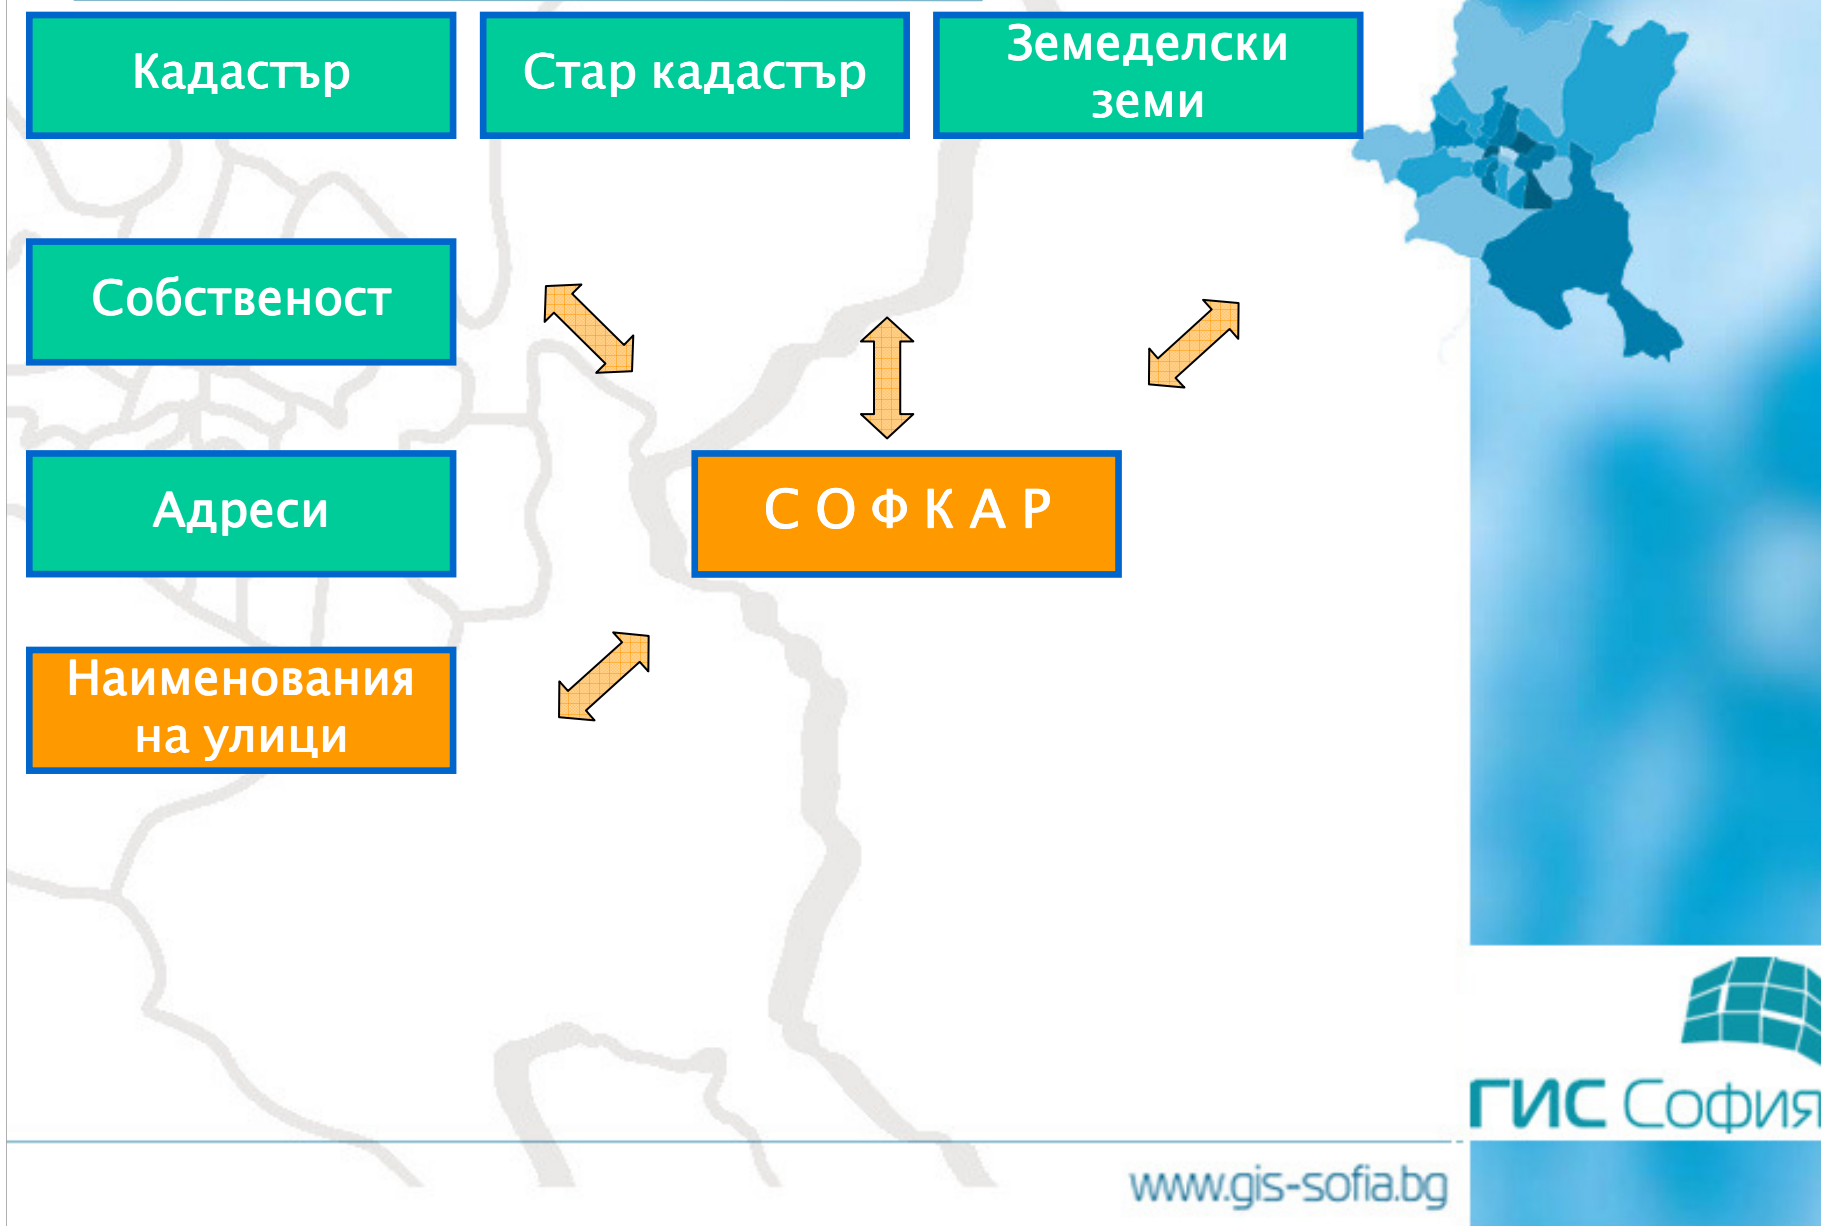 Кадастър
Стар кадастър
Земеделски
земи
Собственост
Адреси
С О Ф К А Р
Наименования
на улици
ГИС София
www.gis-sofia.bg